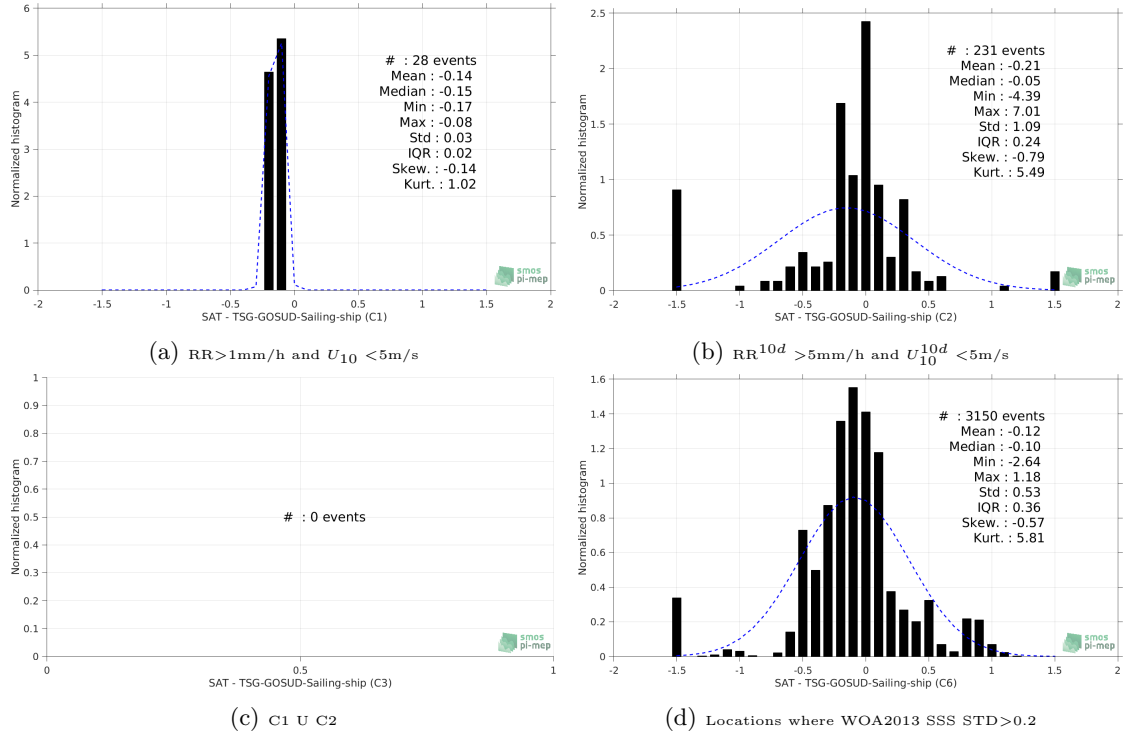 6
5
4
3
2
1
0
-2
-1.5
-1
-0.5
0
0.5
1
1.5
2
Normalized histogram
# : 28 events
Mean : -0.14
Median : -0.15
Min : -0.17
Max : -0.08
Std : 0.03
IQR : 0.02
Skew. : -0.14
Kurt. : 1.02
smos
pi-mep
SAT - TSG-GOSUD-Sailing-ship (C1)
(a) RR>1mm/h and U10 <5m/s
2.5
2
1.5
1
0.5
0
-2
-1.5
-1
-0.5
0
0.5
1
1.5
2
Normalized histogram
# : 231 events
Mean : -0.21
Median : -0.05
Min : -4.39
Max : 7.01
Std : 1.09
IQR : 0.24
Skew. : -0.79
Kurt. : 5.49
smos
pi-mep
SAT - TSG-GOSUD-Sailing-ship (C2)
(b) RR10d >5mm/h and U10d10 <5m/s
1
0.9
0.8
0.7
0.6
0.5
0.4
0.3
0.2
0.1
0
0
0.5
1
Normalized histogram
# : 0 events
smos
pi-mep
SAT - TSG-GOSUD-Sailing-ship (C3)
(c) C1 U C2
1.6
1.4
1.2
1
0.8
0.6
0.4
0.2
0
-2
-1.5
-1
-0.5
0
0.5
1
1.5
2
Normalized histogram
# : 3150 events
Mean : -0.12
Median : -0.10
Min : -2.64
Max : 1.18
Std : 0.53
IQR : 0.36
Skew. : -0.57
Kurt. : 5.81
smos
pi-mep
SAT - TSG-GOSUD-Sailing-ship (C6)
(d) Locations where WOA2013 SSS STD>0.2